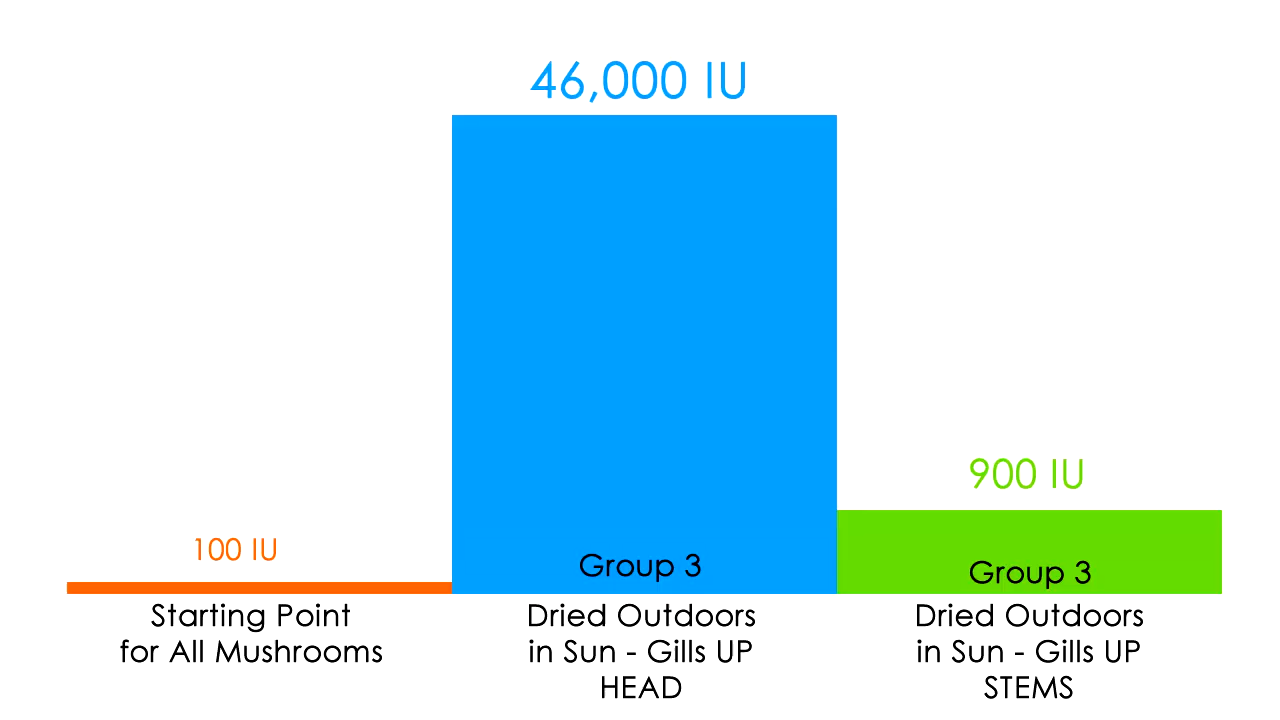 46,000 IU
900 IU
100 IU
Group 3
Group 3
Starting Point
for All Mushrooms
Dried Outdoors
in Sun - Gills UP
HEAD
Dried Outdoors
in Sun - Gills UP
STEMS